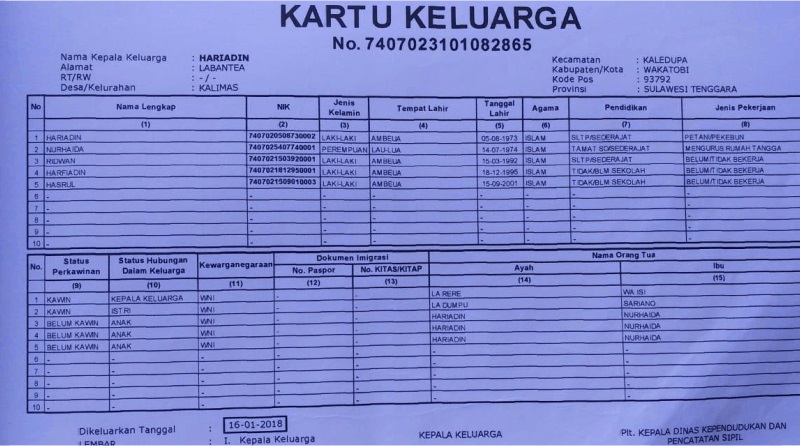 KARTU KELUARGA
No. 7407023101082865
Nama Kepala Keluarga : HARIADIN
Alamat : LABANTEA
RT/RW : - / -
Desa/Kelurahan : KALIMAS
Kecamatan : KALEDUPA
Kabupaten/Kota : WAKATOBI
Kode Pos : 93792
Provinsi : SULAWESI TENGGARA
No Nama Lengkap NIK Jenis Kelamin Tempat Lahir Tanggal Lahir Agama Pendidikan Jenis Pekerjaan
(1) (2) (3) (4) (5) (6) (7) (8)
1 HARIADIN 7407020508730002 LAKI-LAKI AMBEUA 05-08-1973 ISLAM SLTP/SEDERAJAT PETANI/PEKEBUN
2 NURHAIDA 7407025407740001 PEREMPUAN LAU-LUA 14-07-1974 ISLAM TAMAT SD/SEDERAJAT MENGURUS RUMAH TANGGA
3 RIDWAN 7407021503920001 LAKI-LAKI AMBEUA 15-03-1992 ISLAM SLTP/SEDERAJAT BELUM/TIDAK BEKERJA
4 HARFIADIN 7407021812950001 LAKI-LAKI AMBEUA 18-12-1995 ISLAM TIDAK/BLM SEKOLAH BELUM/TIDAK BEKERJA
5 HASRUL 7407021509010003 LAKI-LAKI AMBEUA 15-09-2001 ISLAM TIDAK/BLM SEKOLAH BELUM/TIDAK BEKERJA
6 - - - - - - - -
7 - - - - - - - -
8 - - - - - - - -
9 - - - - - - - -
10 - - - - - - - -
No. Status Perkawinan Status Hubungan Dalam Keluarga Kewarganegaraan Dokumen Imigrasi Nama Orang Tua
No. Paspor No. KITAS/KITAP Ayah Ibu
(9) (10) (11) (12) (13) (14) (15)
1 KAWIN KEPALA KELUARGA WNI - - LA RERE WA ISI
2 KAWIN ISTRI WNI - - LA DUMPU SARIANO
3 BELUM KAWIN ANAK WNI - - HARIADIN NURHAIDA
4 BELUM KAWIN ANAK WNI - - HARIADIN NURHAIDA
5 BELUM KAWIN ANAK WNI - - HARIADIN NURHAIDA
6 - - - - - - -
7 - - - - - - -
8 - - - - - - -
9 - - - - - - -
10 - - - - - - -
Dikeluarkan Tanggal : 16-01-2018
LEMBAR : I. Kepala Keluarga
KEPALA KELUARGA
Plt. KEPALA DINAS KEPENDUDUKAN DAN
PENCATATAN SIPIL